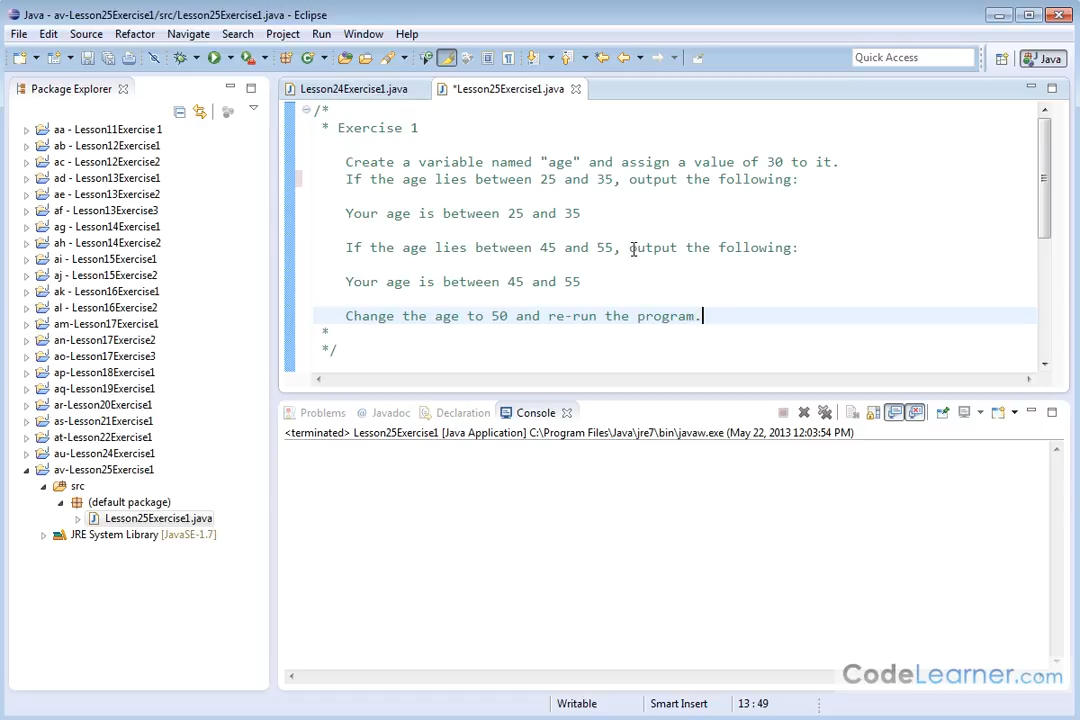 Java - av-Lesson25Exercise1/src/Lesson25Exercise1.java - Eclipse
File Edit Source Refactor Navigate Search Project Run Window Help
Quick Access
Java
Package Explorer
Lesson24Exercise1.java
*Lesson25Exercise1.java
aa - Lesson11Exercise 1
ab - Lesson12Exercise1
ac - Lesson12Exercise2
ad - Lesson13Exercise1
ae - Lesson13Exercise2
af - Lesson13Exercise3
ag - Lesson14Exercise1
ah - Lesson14Exercise2
ai - Lesson15Exercise1
aj - Lesson15Exercise2
ak - Lesson16Exercise1
al - Lesson16Exercise2
am-Lesson17Exercise1
an-Lesson17Exercise2
ao-Lesson17Exercise3
ap-Lesson18Exercise1
aq-Lesson19Exercise1
ar-Lesson20Exercise1
as-Lesson21Exercise1
at-Lesson22Exercise1
au-Lesson24Exercise1
av-Lesson25Exercise1
src
(default package)
Lesson25Exercise1.java
JRE System Library [JavaSE-1.7]
/*
* Exercise 1
Create a variable named "age" and assign a value of 30 to it.
If the age lies between 25 and 35, output the following:
Your age is between 25 and 35
If the age lies between 45 and 55, output the following:
Your age is between 45 and 55
Change the age to 50 and re-run the program.
*
*/
Problems @ Javadoc Declaration Console
<terminated> Lesson25Exercise1 [Java Application] C:\Program Files\Java\jre7\bin\javaw.exe (May 22, 2013 12:03:54 PM)
CodeLearner.com
Writable Smart Insert 13 : 49